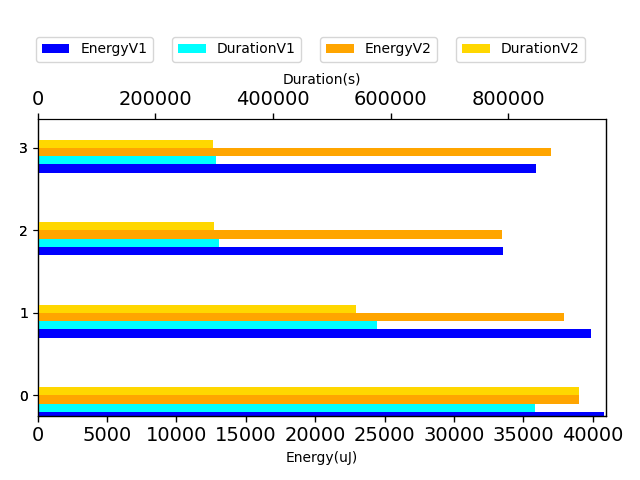 EnergyV1 DurationV1 EnergyV2 DurationV2
Duration(s)
0 200000 400000 600000 800000
3
2
1
0
0 5000 10000 15000 20000 25000 30000 35000 40000
Energy(uJ)